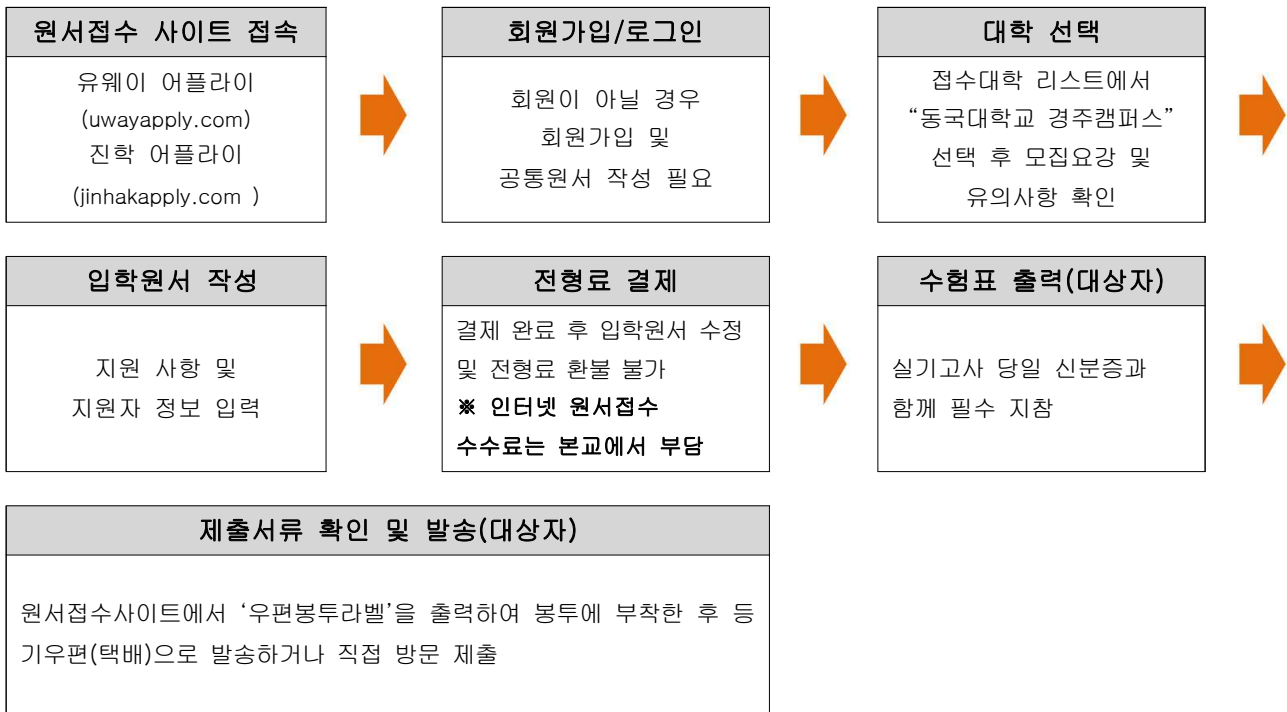 원서접수 사이트 접속
유웨이 어플라이
(uwayapply.com)
진학 어플라이
(jinhakapply.com )
회원가입/로그인
회원이 아닐 경우
회원가입 및
공통원서 작성 필요
대학 선택
접수대학 리스트에서
“동국대학교 경주캠퍼스”
선택 후 모집요강 및
유의사항 확인
입학원서 작성
지원 사항 및
지원자 정보 입력
전형료 결제
결제 완료 후 입학원서 수정
및 전형료 환불 불가
※ 인터넷 원서접수
수수료는 본교에서 부담
수험표 출력(대상자)
실기고사 당일 신분증과
함께 필수 지참
제출서류 확인 및 발송(대상자)
원서접수사이트에서 ‘우편봉투라벨’을 출력하여 봉투에 부착한 후 등
기우편(택배)으로 발송하거나 직접 방문 제출